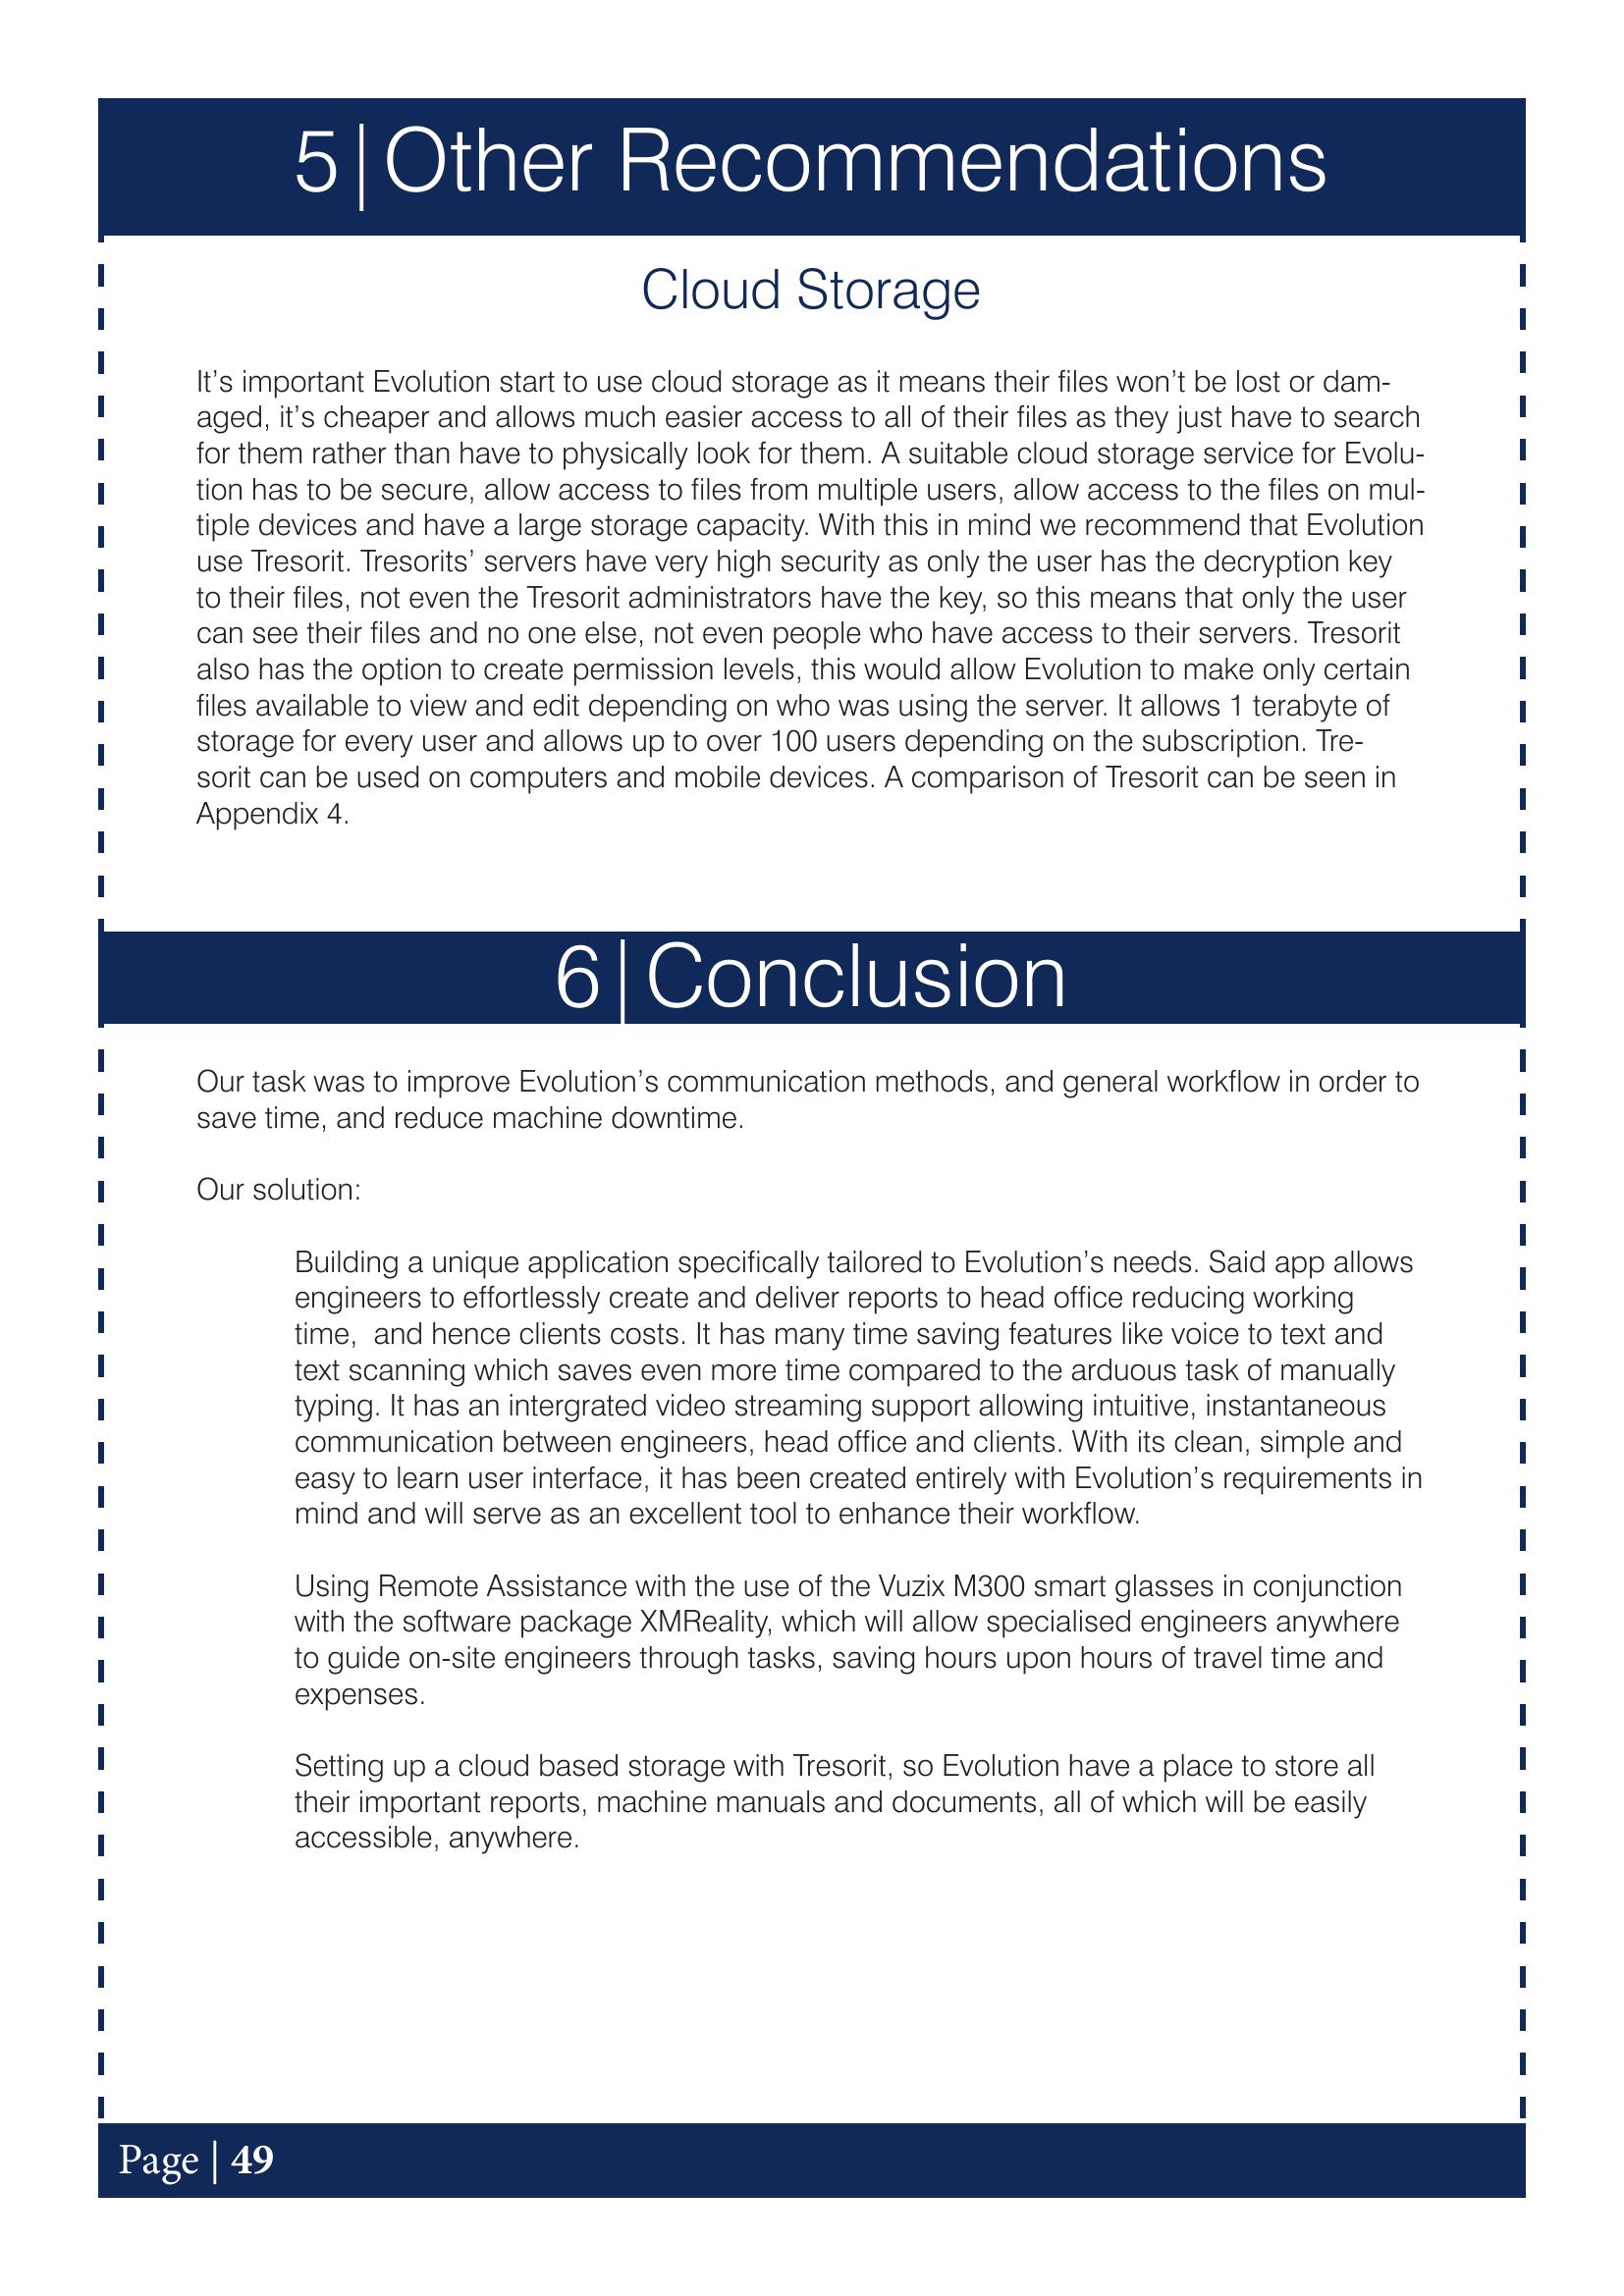 5|Other Recommendations
Cloud Storage
It’s important Evolution start to use cloud storage as it means their files won’t be lost or dam-
aged, it’s cheaper and allows much easier access to all of their files as they just have to search
for them rather than have to physically look for them. A suitable cloud storage service for Evolu-
tion has to be secure, allow access to files from multiple users, allow access to the files on mul-
tiple devices and have a large storage capacity. With this in mind we recommend that Evolution
use Tresorit. Tresorits’ servers have very high security as only the user has the decryption key
to their files, not even the Tresorit administrators have the key, so this means that only the user
can see their files and no one else, not even people who have access to their servers. Tresorit
also has the option to create permission levels, this would allow Evolution to make only certain
files available to view and edit depending on who was using the server. It allows 1 terabyte of
storage for every user and allows up to over 100 users depending on the subscription. Tre-
sorit can be used on computers and mobile devices. A comparison of Tresorit can be seen in
Appendix 4.
6|Conclusion
Our task was to improve Evolution’s communication methods, and general workflow in order to
save time, and reduce machine downtime.
Our solution:
Building a unique application specifically tailored to Evolution’s needs. Said app allows
engineers to effortlessly create and deliver reports to head office reducing working
time,  and hence clients costs. It has many time saving features like voice to text and
text scanning which saves even more time compared to the arduous task of manually
typing. It has an intergrated video streaming support allowing intuitive, instantaneous
communication between engineers, head office and clients. With its clean, simple and
easy to learn user interface, it has been created entirely with Evolution’s requirements in
mind and will serve as an excellent tool to enhance their workflow.
Using Remote Assistance with the use of the Vuzix M300 smart glasses in conjunction
with the software package XMReality, which will allow specialised engineers anywhere
to guide on-site engineers through tasks, saving hours upon hours of travel time and
expenses.
Setting up a cloud based storage with Tresorit, so Evolution have a place to store all
their important reports, machine manuals and documents, all of which will be easily
accessible, anywhere.
Page | 49